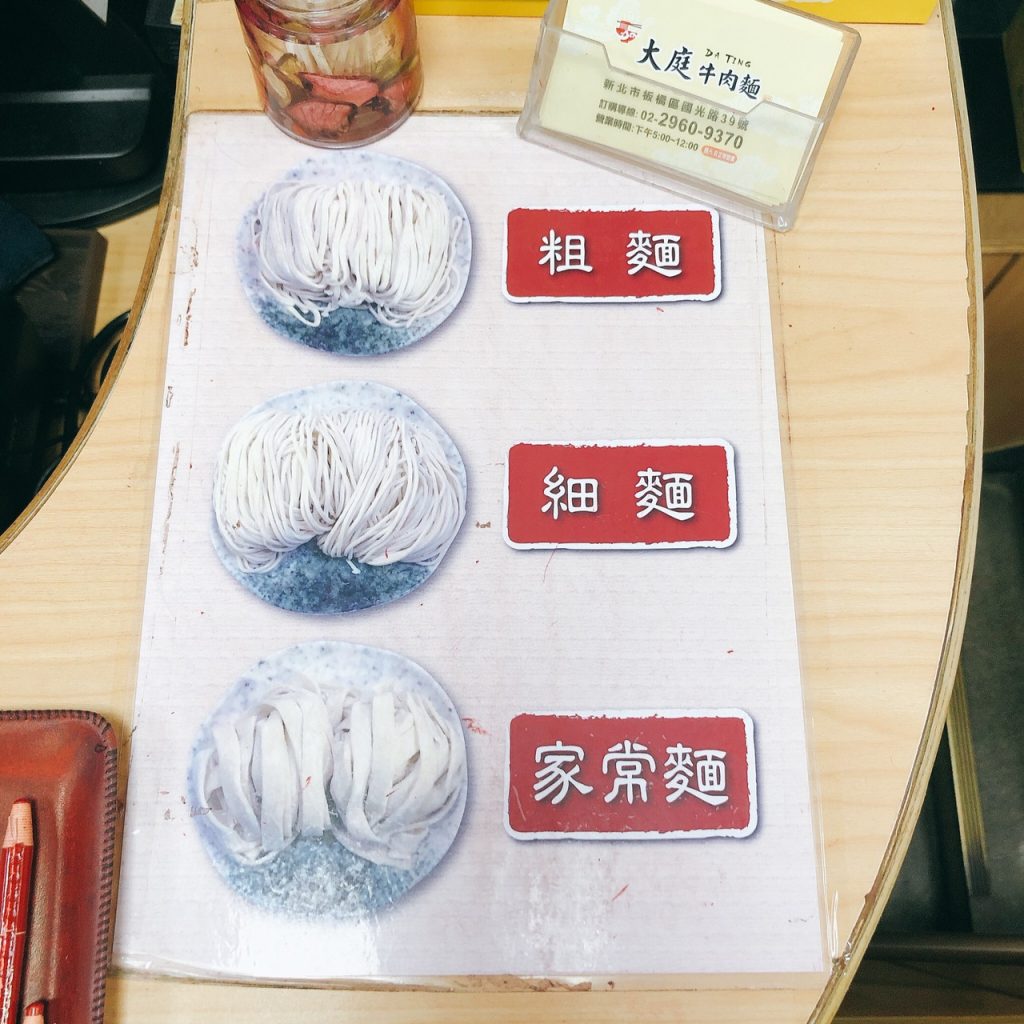 DA TING
大庭牛肉麵
新北市板橋區國光路39號
訂購專線:02-2960-9370
營業時間:下午5:00~12:00
粗麵
細麵
家常麵